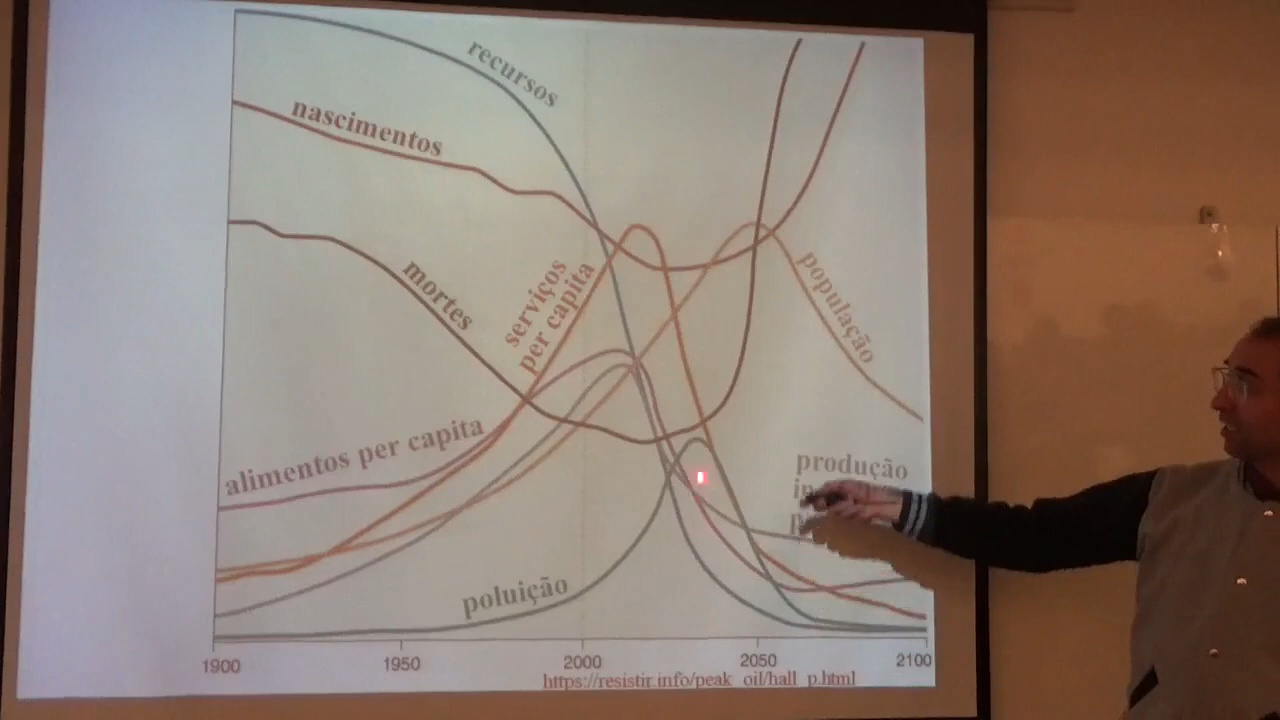 recursos
nascimentos
mortes
serviços
per capita
população
alimentos per capita
produção
poluição
1900
1950
2000
2050
2100
https://resistir.info/peak_oil/hall_p.html